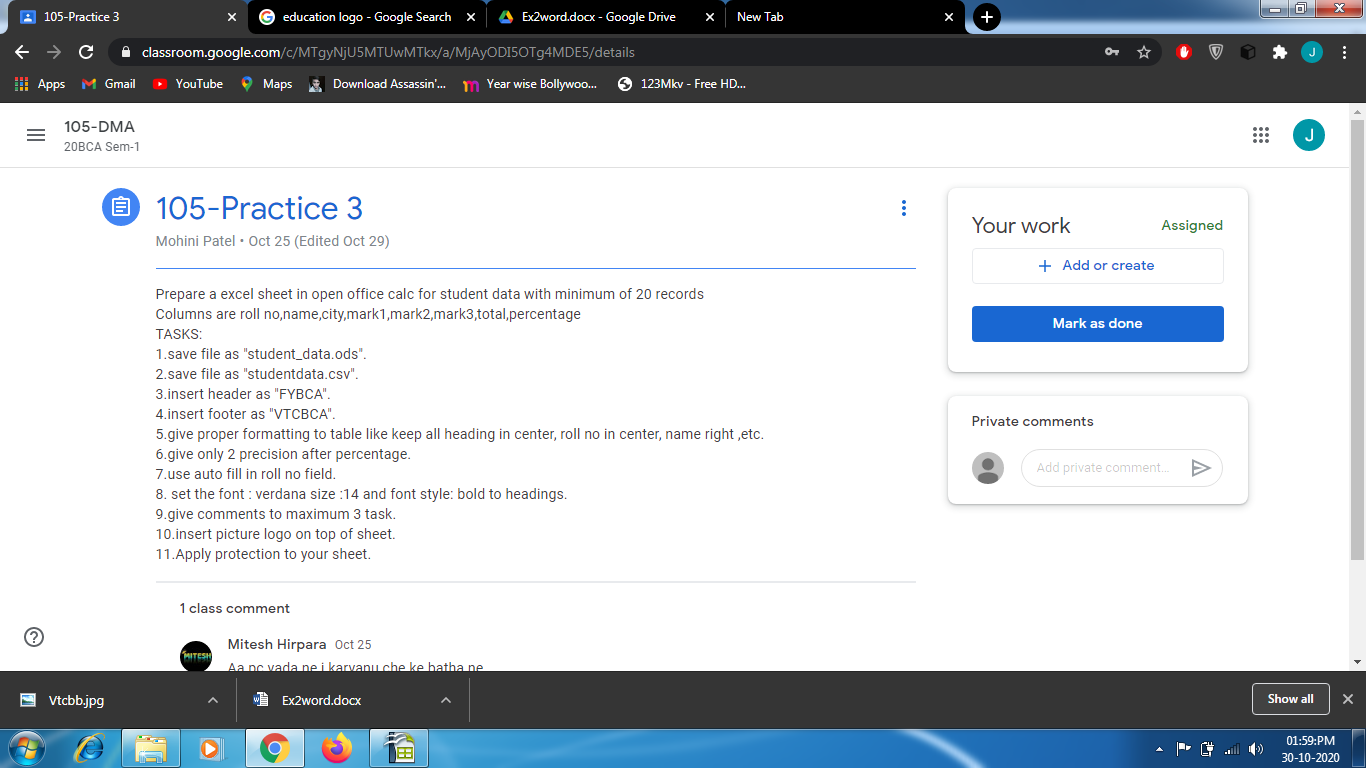 105-Practice 3
education logo - Google Search
Ex2word.docx - Google Drive
New Tab
classroom.google.com/c/MTgyNjU5MTUwMTkx/a/MjAyODI5OTg4MDE5/details
J
Apps
Gmail
YouTube
Maps
Download Assassin'...
Year wise Bollywoo...
123Mkv - Free HD...
105-DMA
20BCA Sem-1
J
105-Practice 3
Mohini Patel • Oct 25 (Edited Oct 29)
Prepare a excel sheet in open office calc for student data with minimum of 20 records
Columns are roll no,name,city,mark1,mark2,mark3,total,percentage
TASKS:
1.save file as "student_data.ods".
2.save file as "studentdata.csv".
3.insert header as "FYBCA".
4.insert footer as "VTCBCA".
5.give proper formatting to table like keep all heading in center, roll no in center, name right ,etc.
6.give only 2 precision after percentage.
7.use auto fill in roll no field.
8. set the font : verdana size :14 and font style: bold to headings.
9.give comments to maximum 3 task.
10.insert picture logo on top of sheet.
11.Apply protection to your sheet.
Your work
Assigned
+ Add or create
Mark as done
Private comments
Add private comment...
1 class comment
MITESH
Mitesh Hirpara Oct 25
Aa pc vada ne j karvanu che ke batha ne
Vtcbb.jpg
Ex2word.docx
Show all
01:59:PM
30-10-2020